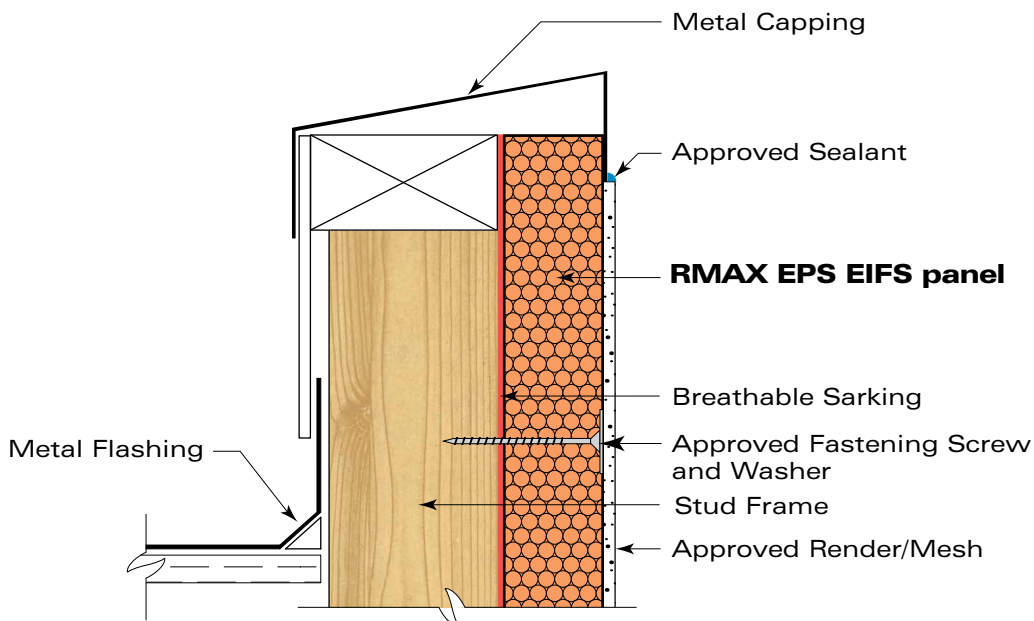 Metal Capping
Approved Sealant
RMAX EPS EIFS panel
Breathable Sarking
Metal Flashing
Approved Fastening Screw
and Washer
Stud Frame
Approved Render/Mesh